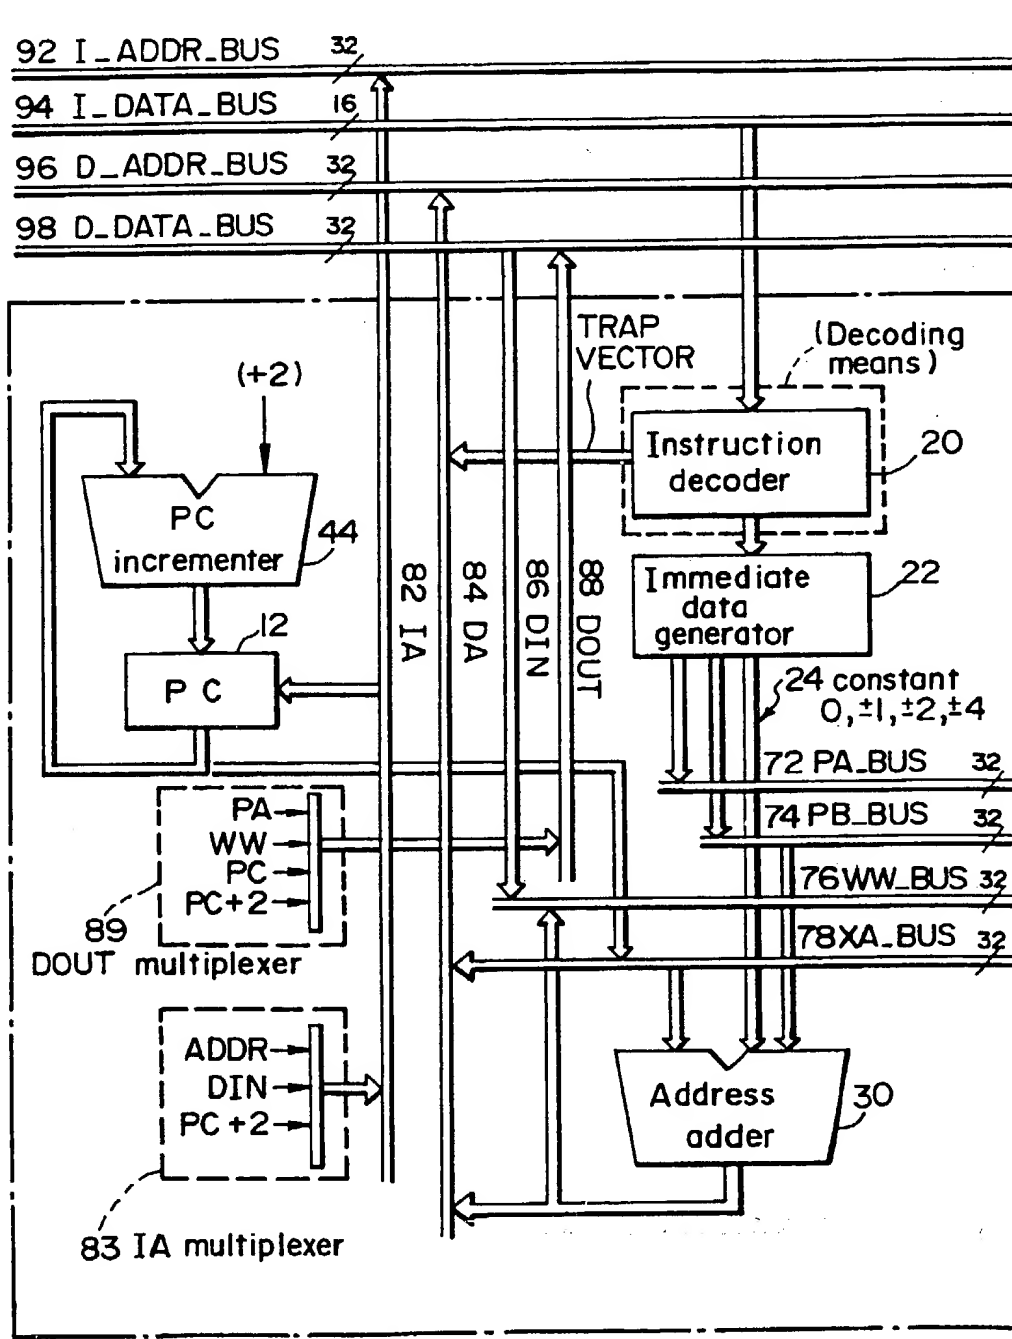 92 I_ADDR_BUS 32
94 I_DATA_BUS 16
96 D_ADDR_BUS 32
98 D_DATA_BUS 32
TRAP
VECTOR
(Decoding
means)
(+2)
Instruction
decoder
20
PC
incrementer
44
Immediate
data
generator
22
82 IA
84 DA
86 DIN
88 DOUT
12
PC
24 constant
0,±1,±2,±4
72 PA_BUS 32
74 PB_BUS 32
76 WW_BUS 32
78 XA_BUS 32
PA
WW
PC
PC+2
89
DOUT multiplexer
ADDR
DIN
PC+2
83 IA multiplexer
Address
adder
30